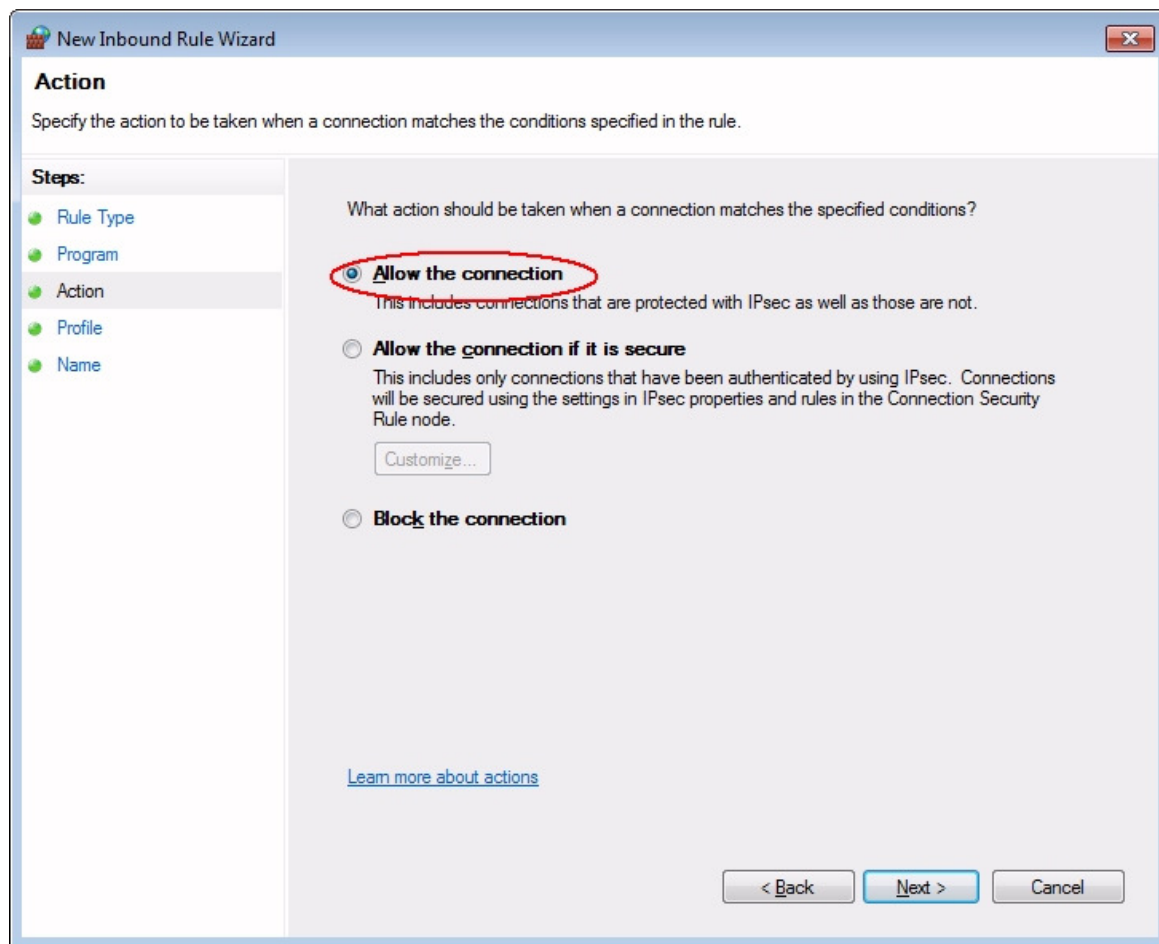 New Inbound Rule Wizard
Action
Specify the action to be taken when a connection matches the conditions specified in the rule.
Steps:
Rule Type
Program
Action
Profile
Name
What action should be taken when a connection matches the specified conditions?
Allow the connection
This includes connections that are protected with IPsec as well as those are not.
Allow the connection if it is secure
This includes only connections that have been authenticated by using IPsec. Connections
will be secured using the settings in IPsec properties and rules in the Connection Security
Rule node.
Customize...
Block the connection
Learn more about actions
< Back
Next >
Cancel